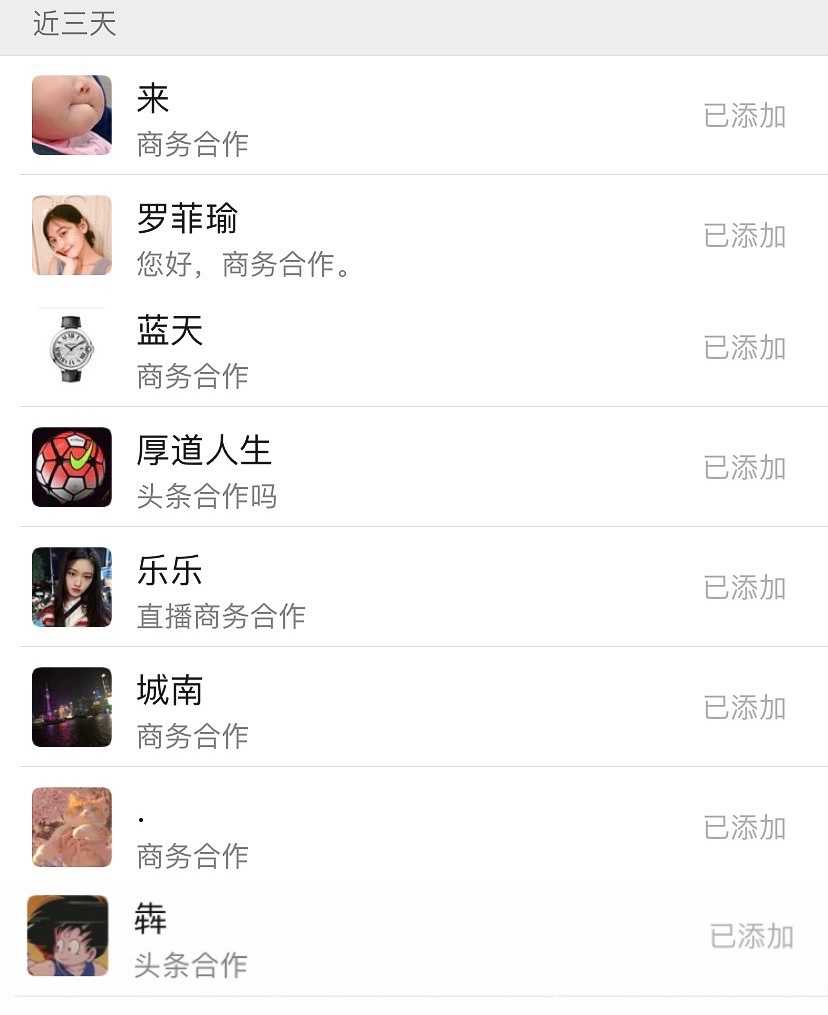 近三天
来
已添加
商务合作
罗菲瑜
已添加
您好，商务合作。
蓝天
已添加
商务合作
厚道人生
已添加
头条合作吗
乐乐
已添加
直播商务合作
城南
已添加
商务合作
.
已添加
商务合作
犇
已添加
头条合作